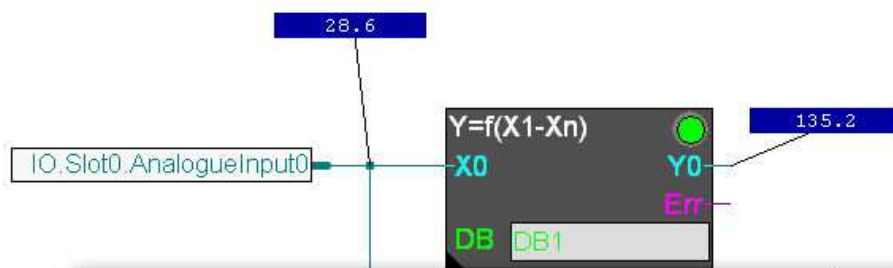 28.6
135.2
Y=f(X1-Xn)
IO.Slot0.AnalogueInput0
X0
Y0
Err
DB
DB1